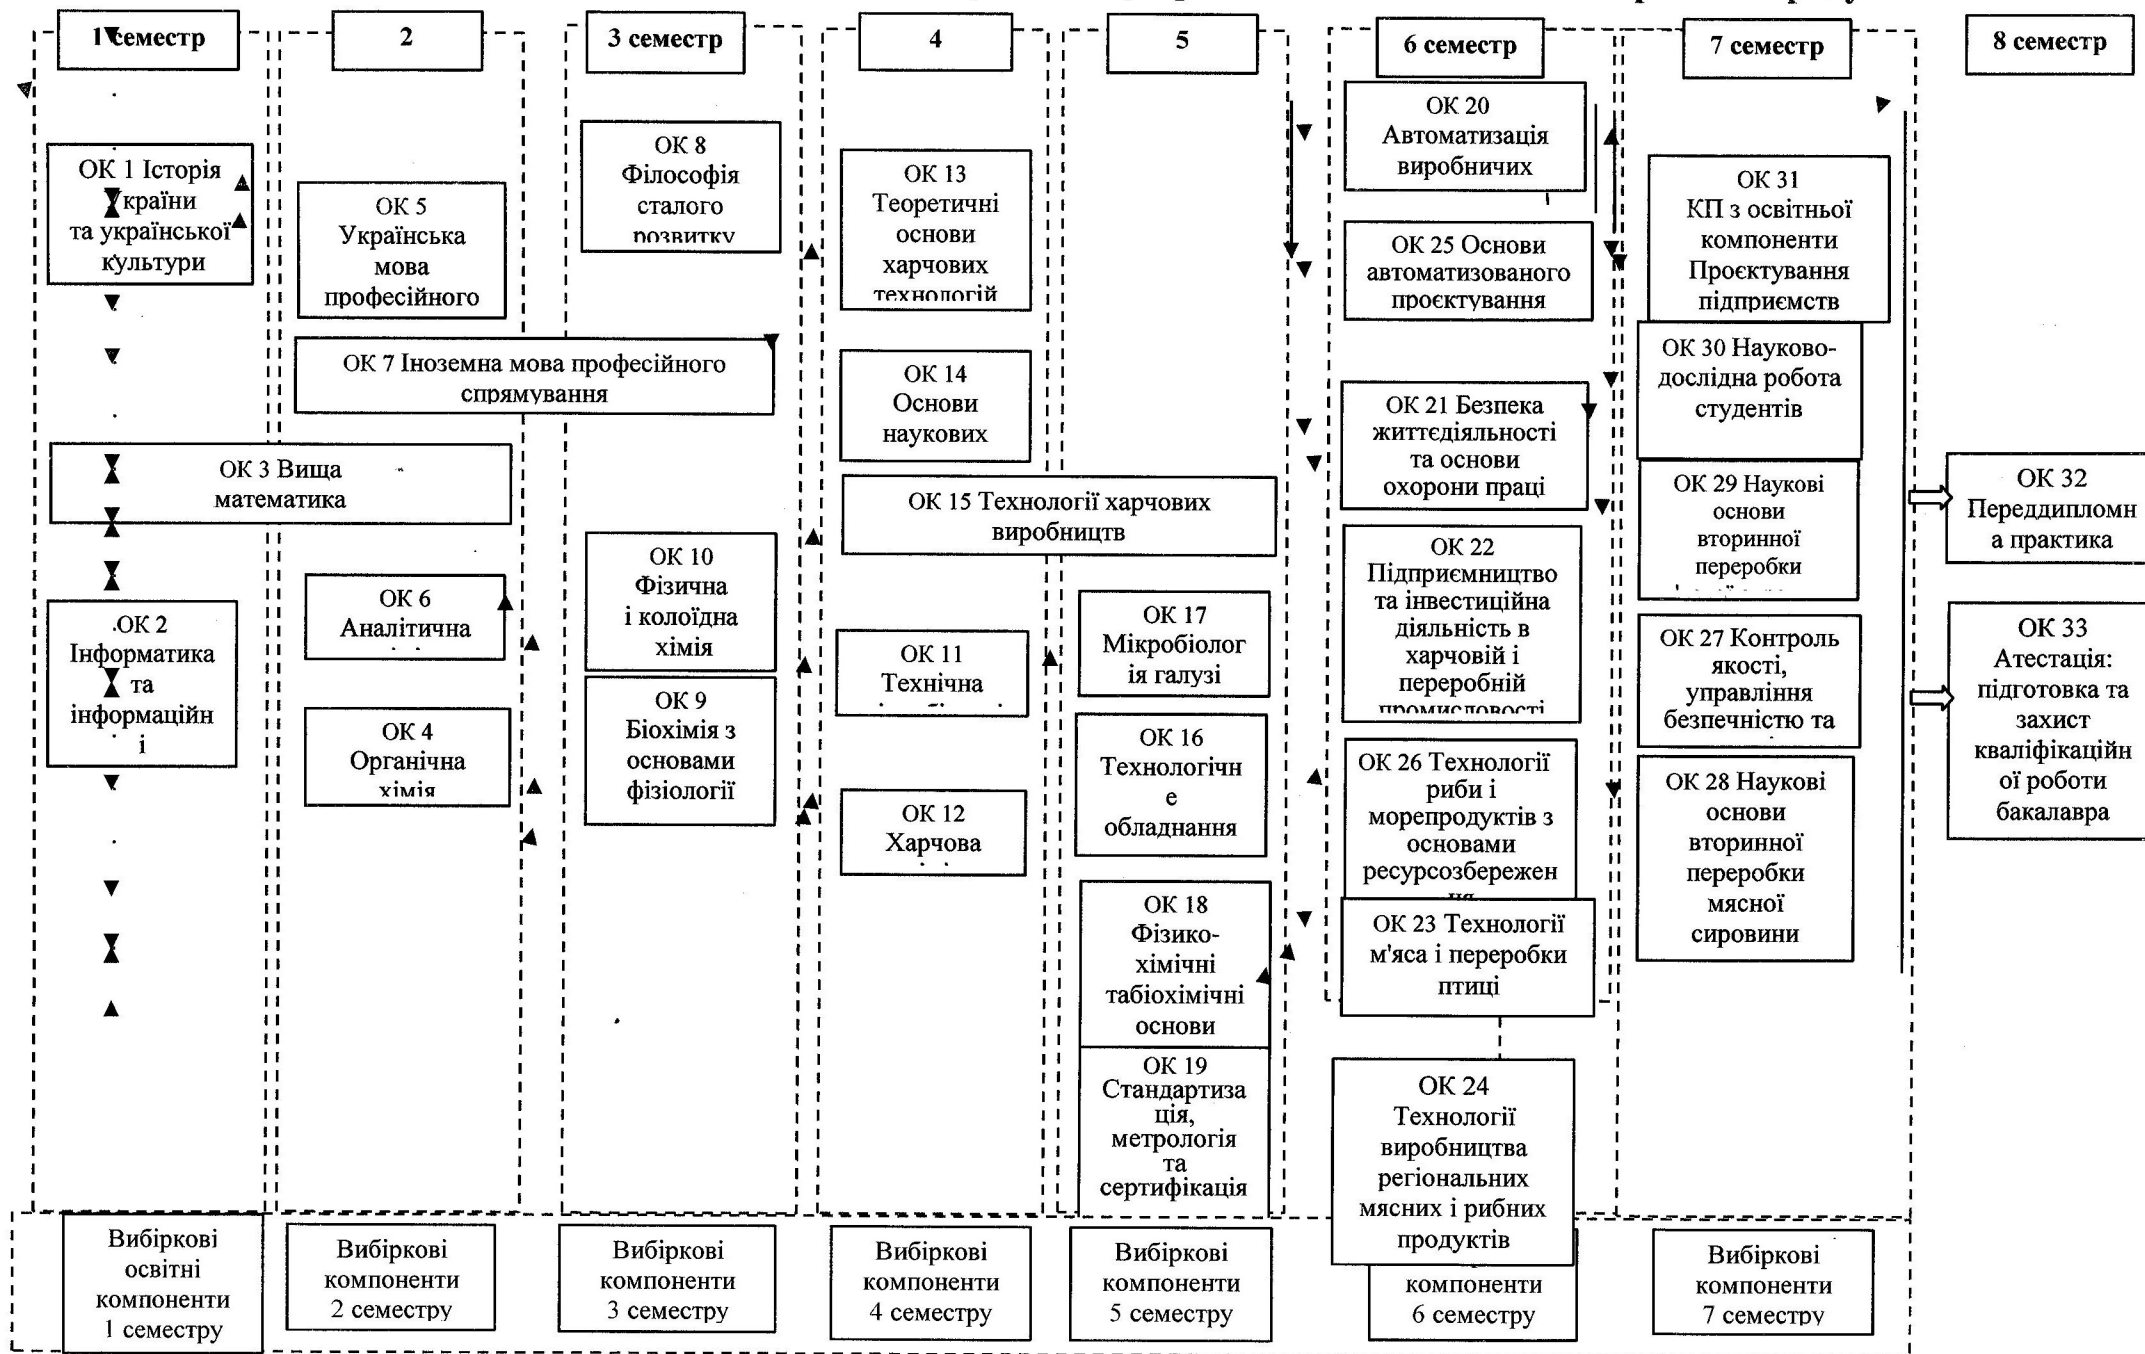 1 семестр
2
3 семестр
4
5
6 семестр
7 семестр
8 семестр
ОК 1 Історія
України
та української
культури
ОК 3 Вища
математика
ОК 2
Інформатика
та
інформаційн
і
ОК 5
Українська
мова
професійного
ОК 7 Іноземна мова професійного
спрямування
ОК 6
Аналітична
ОК 4
Органічна
хімія
ОК 8
Філософія
сталого
розвитку
ОК 10
Фізична
і колоїдна
хімія
ОК 9
Біохімія з
основами
фізіології
ОК 13
Теоретичні
основи
харчових
технологій
ОК 14
Основи
наукових
ОК 15 Технології харчових
виробництв
ОК 11
Технічна
ОК 12
Харчова
ОК 17
Мікробіолог
ія галузі
ОК 16
Технологічн
е
обладнання
ОК 18
Фізико-
хімічні
табіохімічні
основи
ОК 19
Стандартиза
ція,
метрологія
та
сертифікація
ОК 20
Автоматизація
виробничих
ОК 25 Основи
автоматизованого
проєктування
ОК 21 Безпека
життєдіяльності
та основи
охорони праці
ОК 22
Підприємництво
та інвестиційна
діяльність в
харчовій і
переробній
промисловості
ОК 26 Технології
риби і
морепродуктів з
основами
ресурсозбережен
ня
ОК 23 Технології
м'яса і переробки
птиці
ОК 24
Технології
виробництва
регіональних
мясних і рибних
продуктів
ОК 31
КП з освітньої
компоненти
Проєктування
підприємств
ОК 30 Науково-
дослідна робота
студентів
ОК 29 Наукові
основи
вторинної
переробки
ОК 27 Контроль
якості,
управління
безпечністю та
ОК 28 Наукові
основи
вторинної
переробки
мясної
сировини
ОК 32
Переддипломн
а практика
ОК 33
Атестація:
підготовка та
захист
кваліфікаційн
ої роботи
бакалавра
Вибіркові
освітні
компоненти
1 семестру
Вибіркові
компоненти
2 семестру
Вибіркові
компоненти
3 семестру
Вибіркові
компоненти
4 семестру
Вибіркові
компоненти
5 семестру
компоненти
6 семестру
Вибіркові
компоненти
7 семестру